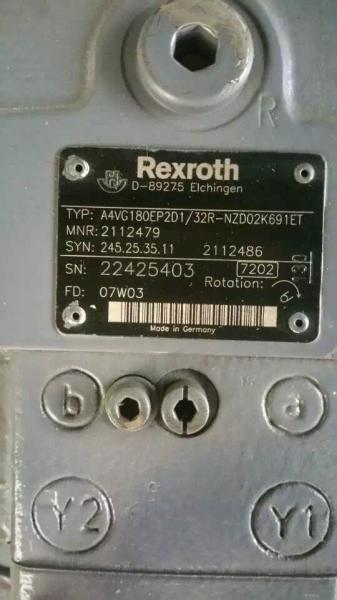 R
Rexroth
D-89275 Elchingen
TYP: A4VG180EP2D1/32R-NZD02K691ET
MNR: 2112479
SYN: 245.25.35.11 2112486
SN: 22425403 7202
Rotation:
FD: 07W03
Made in Germany
b a
Y2 Y1